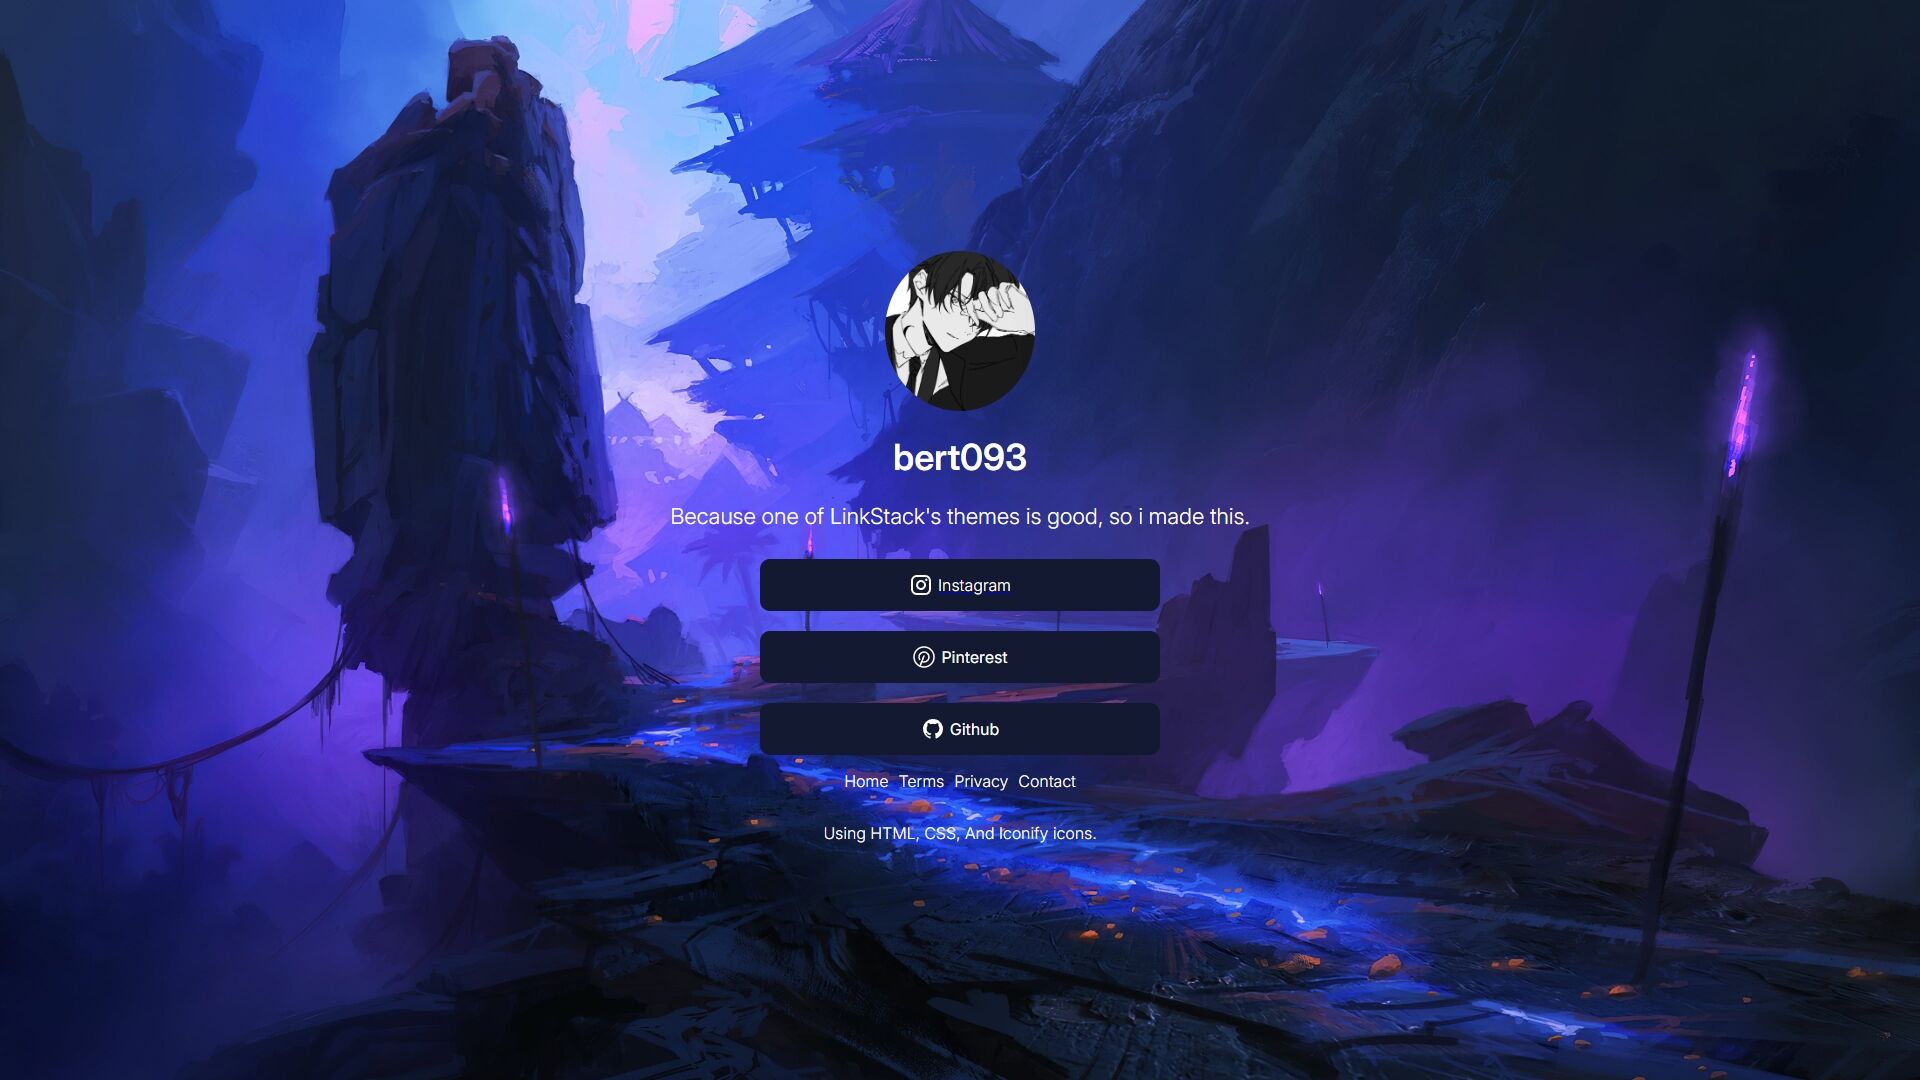 bert093
Because one of LinkStack's themes is good, so i made this.
Instagram
Pinterest
Github
Home Terms Privacy Contact
Using HTML, CSS, And Iconify icons.